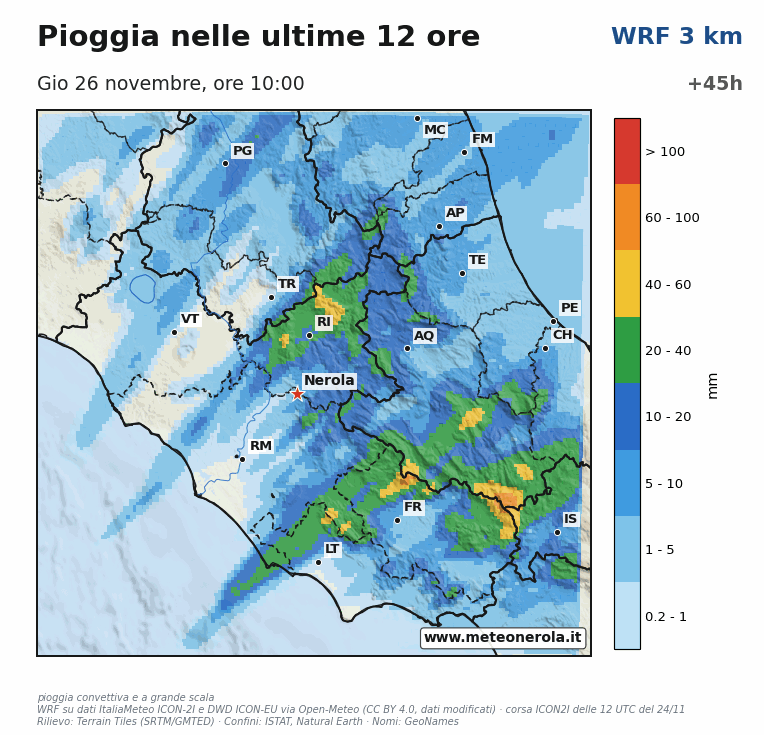 Pioggia nelle ultime 12 ore
WRF 3 km
Gio 26 novembre, ore 10:00
+45h
MC
FM
PG
AP
TE
TR
PE
VT
RI
AQ
CH
Nerola
RM
FR
IS
LT
www.meteonerola.it
> 100
60 - 100
40 - 60
20 - 40
10 - 20
5 - 10
1 - 5
0.2 - 1
mm
pioggia convettiva e a grande scala
WRF su dati ItaliaMeteo ICON-2I e DWD ICON-EU via Open-Meteo (CC BY 4.0, dati modificati) · corsa ICON2I delle 12 UTC del 24/11
Rilievo: Terrain Tiles (SRTM/GMTED) · Confini: ISTAT, Natural Earth · Nomi: GeoNames